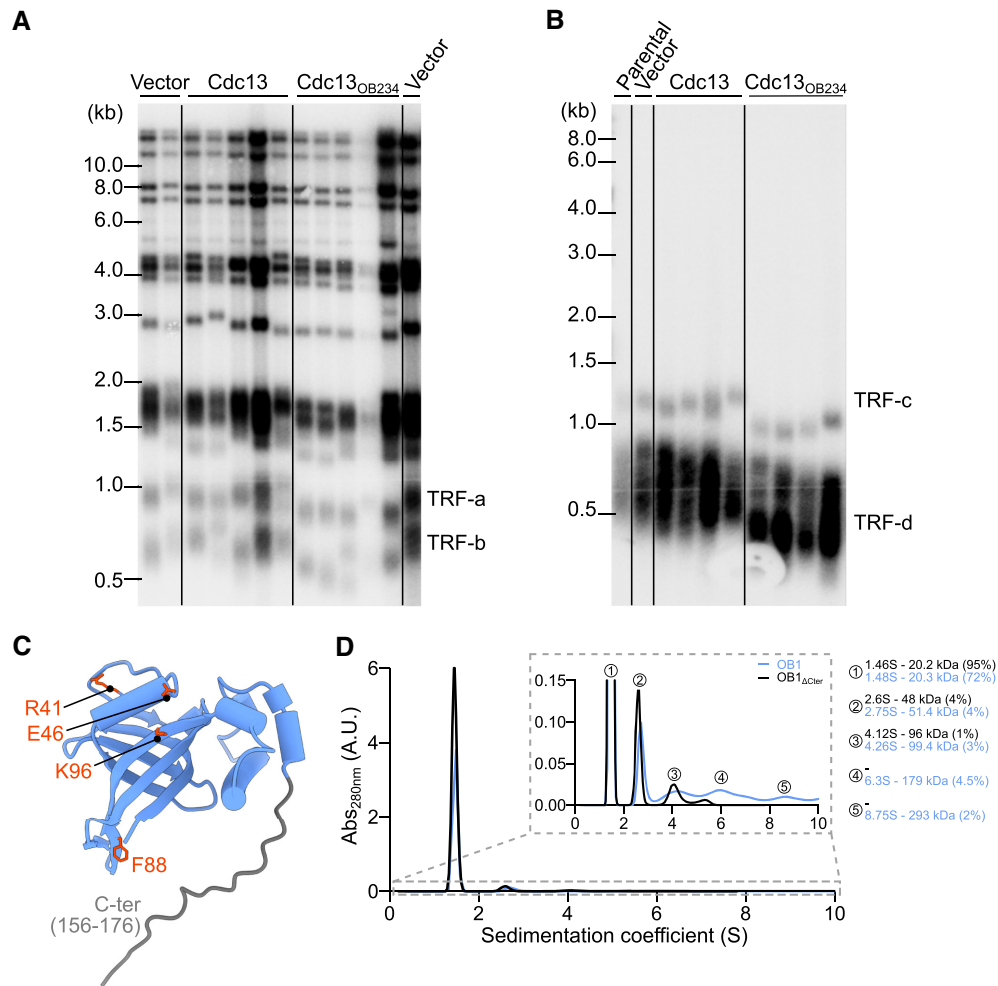 A
Vector Cdc13 Cdc13OB234 Vector
(kb)
10.0
8.0
6.0
4.0
3.0
2.0
1.5
1.0
0.5
TRF-a
TRF-b
B
Parental Vector Cdc13 Cdc13OB234
(kb)
8.0
6.0
4.0
3.0
2.0
1.5
1.0
0.5
TRF-c
TRF-d
C
R41
E46
K96
F88
C-ter
(156-176)
D
Abs280nm (A.U.)
6
4
2
0
0 2 4 6 8 10
Sedimentation coefficient (S)
OB1
OB1ΔCter
0.15
0.10
0.05
0.00
0 2 4 6 8 10
① ② ③ ④ ⑤
① 1.46S - 20.2 kDa (95%)
1.48S - 20.3 kDa (72%)
② 2.6S - 48 kDa (4%)
2.75S - 51.4 kDa (4%)
③ 4.12S - 96 kDa (1%)
4.26S - 99.4 kDa (3%)
④ -
6.3S - 179 kDa (4.5%)
⑤ -
8.75S - 293 kDa (2%)